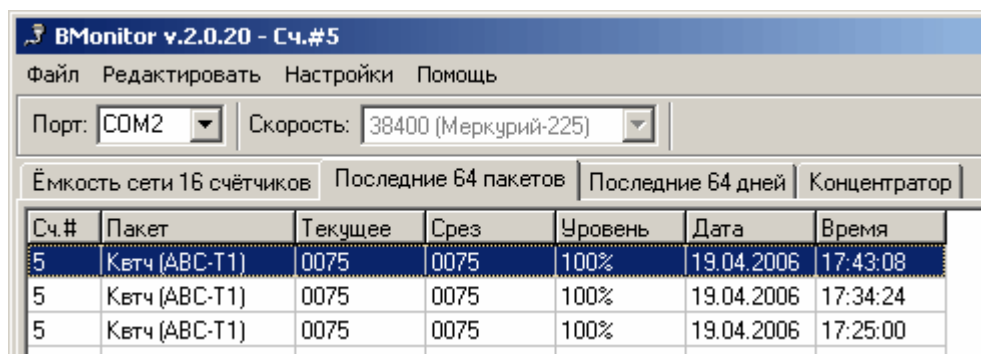 BMonitor v.2.0.20 - Сч.#5
Файл Редактировать Настройки Помощь
Порт: COM2 Скорость: 38400 (Меркурий-225)
Ёмкость сети 16 счётчиков Последние 64 пакетов Последние 64 дней Концентратор
Сч.# Пакет Текущее Срез Уровень Дата Время
5 Квтч (ABC-T1) 0075 0075 100% 19.04.2006 17:43:08
5 Квтч (ABC-T1) 0075 0075 100% 19.04.2006 17:34:24
5 Квтч (ABC-T1) 0075 0075 100% 19.04.2006 17:25:00